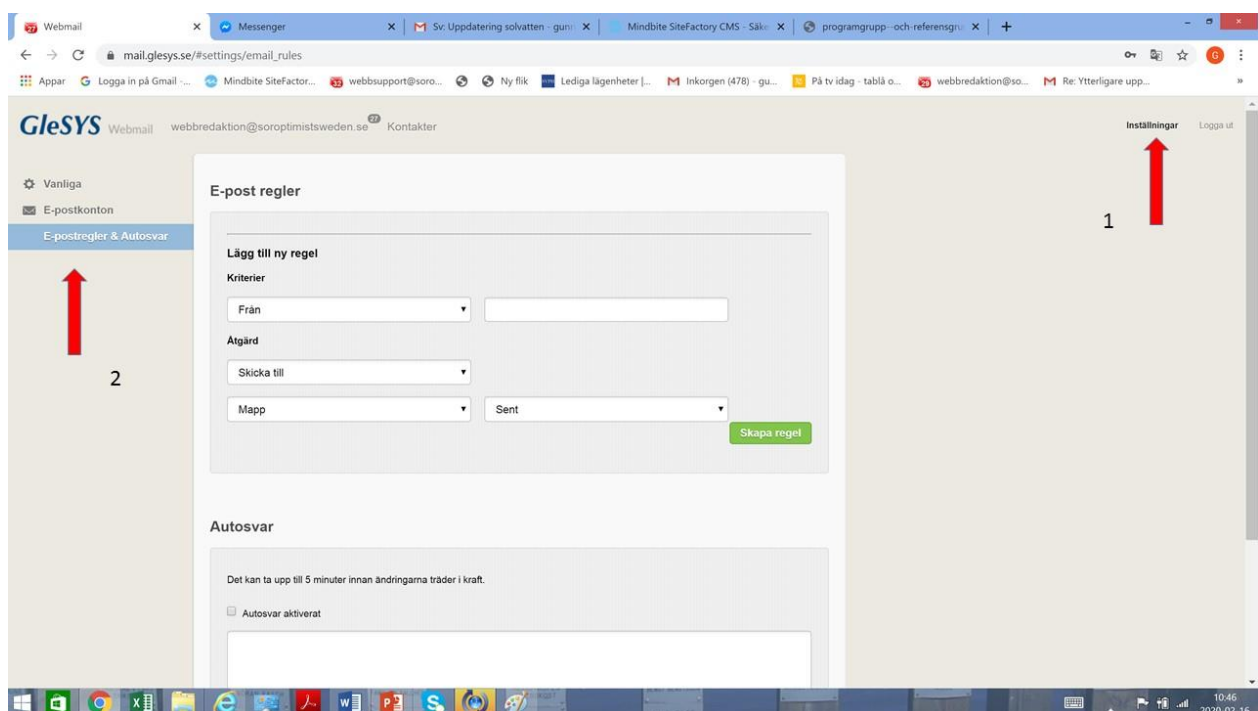 Webmail
Messenger
Sv: Uppdatering solvatten - gunn
Mindbite SiteFactory CMS - Säke
programgrupp--och-referensgru
mail.glesys.se/#settings/email_rules
G
Appar
Logga in på Gmail -...
Mindbite SiteFactor...
webbsupport@soro...
Ny flik
Lediga lägenheter |...
Inkorgen (478) - gu...
På tv idag - tablå o...
webbredaktion@so...
Re: Ytterligare upp...
»
GleSYS Webmail
webbredaktion@soroptimistsweden.se 27 Kontakter
Inställningar Logga ut
1
Vanliga
E-postkonton
E-postregler & Autosvar
2
E-post regler
Lägg till ny regel
Kriterier
Från
Åtgärd
Skicka till
Mapp Sent
Skapa regel
Autosvar
Det kan ta upp till 5 minuter innan ändringarna träder i kraft.
Autosvar aktiverat
10:46
2020-02-16